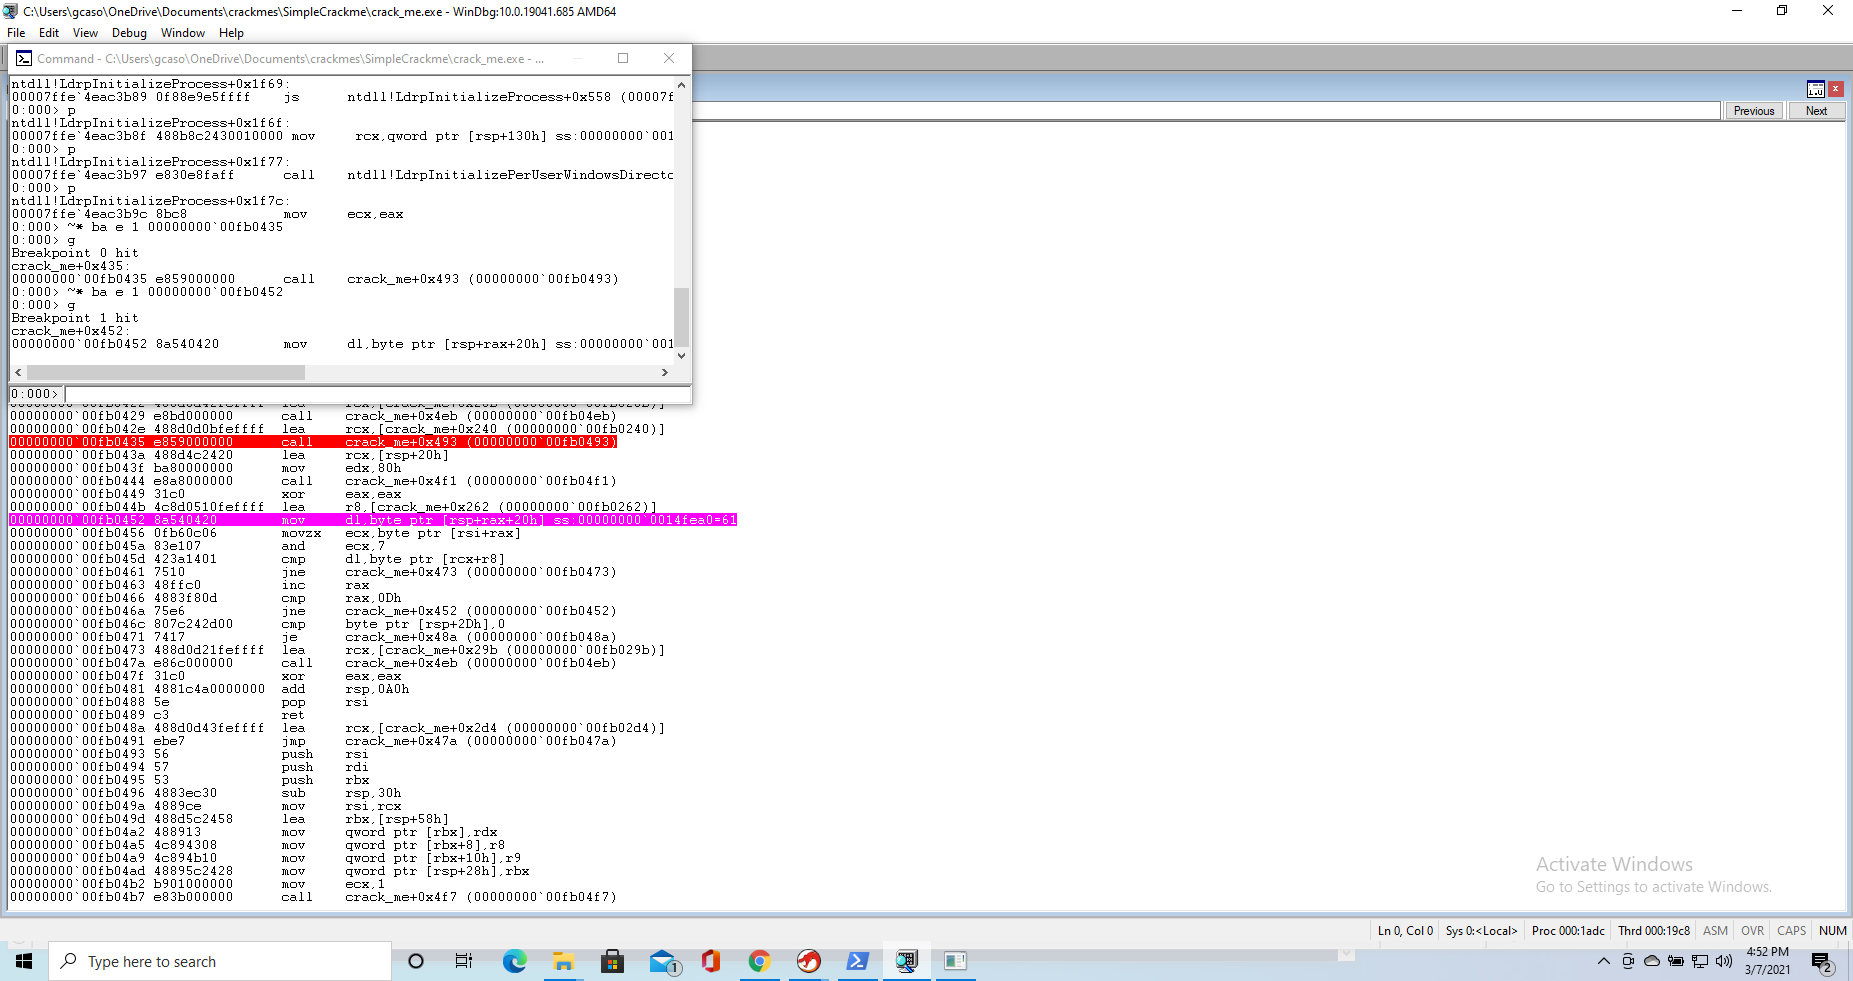 C:\Users\gcaso\OneDrive\Documents\crackmes\SimpleCrackme\crack_me.exe - WinDbg:10.0.19041.685 AMD64
File Edit View Debug Window Help
Command - C:\Users\gcaso\OneDrive\Documents\crackmes\SimpleCrackme\crack_me.exe - ...
ntdll!LdrpInitializeProcess+0x1f69:
00007ffe`4eac3b89 0f88e9e5ffff js ntdll!LdrpInitializeProcess+0x558 (00007f
0:000> p
ntdll!LdrpInitializeProcess+0x1f6f:
00007ffe`4eac3b8f 488b8c2430010000 mov rcx,qword ptr [rsp+130h] ss:00000000`001
0:000> p
ntdll!LdrpInitializeProcess+0x1f77:
00007ffe`4eac3b97 e830e8faff call ntdll!LdrpInitializePerUserWindowsDirecto
0:000> p
ntdll!LdrpInitializeProcess+0x1f7c:
00007ffe`4eac3b9c 8bc8 mov ecx,eax
0:000> ~* ba e 1 00000000`00fb0435
0:000> g
Breakpoint 0 hit
crack_me+0x435:
00000000`00fb0435 e859000000 call crack_me+0x493 (00000000`00fb0493)
0:000> ~* ba e 1 00000000`00fb0452
0:000> g
Breakpoint 1 hit
crack_me+0x452:
00000000`00fb0452 8a540420 mov dl,byte ptr [rsp+rax+20h] ss:00000000`001
0:000>
Previous Next
00000000`00fb0429 e8bd000000 call crack_me+0x4eb (00000000`00fb04eb)
00000000`00fb042e 488d0d0bfeffff lea rcx,[crack_me+0x240 (00000000`00fb0240)]
00000000`00fb0435 e859000000 call crack_me+0x493 (00000000`00fb0493)
00000000`00fb043a 488d4c2420 lea rcx,[rsp+20h]
00000000`00fb043f ba80000000 mov edx,80h
00000000`00fb0444 e8a8000000 call crack_me+0x4f1 (00000000`00fb04f1)
00000000`00fb0449 31c0 xor eax,eax
00000000`00fb044b 4c8d0510feffff lea r8,[crack_me+0x262 (00000000`00fb0262)]
00000000`00fb0452 8a540420 mov dl,byte ptr [rsp+rax+20h] ss:00000000`0014fea0=61
00000000`00fb0456 0fb60c06 movzx ecx,byte ptr [rsi+rax]
00000000`00fb045a 83e107 and ecx,7
00000000`00fb045d 423a1401 cmp dl,byte ptr [rcx+r8]
00000000`00fb0461 7510 jne crack_me+0x473 (00000000`00fb0473)
00000000`00fb0463 48ffc0 inc rax
00000000`00fb0466 4883f80d cmp rax,0Dh
00000000`00fb046a 75e6 jne crack_me+0x452 (00000000`00fb0452)
00000000`00fb046c 807c242d00 cmp byte ptr [rsp+2Dh],0
00000000`00fb0471 7417 je crack_me+0x48a (00000000`00fb048a)
00000000`00fb0473 488d0d21feffff lea rcx,[crack_me+0x29b (00000000`00fb029b)]
00000000`00fb047a e86c000000 call crack_me+0x4eb (00000000`00fb04eb)
00000000`00fb047f 31c0 xor eax,eax
00000000`00fb0481 4881c4a0000000 add rsp,0A0h
00000000`00fb0488 5e pop rsi
00000000`00fb0489 c3 ret
00000000`00fb048a 488d0d43feffff lea rcx,[crack_me+0x2d4 (00000000`00fb02d4)]
00000000`00fb0491 ebe7 jmp crack_me+0x47a (00000000`00fb047a)
00000000`00fb0493 56 push rsi
00000000`00fb0494 57 push rdi
00000000`00fb0495 53 push rbx
00000000`00fb0496 4883ec30 sub rsp,30h
00000000`00fb049a 4889ce mov rsi,rcx
00000000`00fb049d 488d5c2458 lea rbx,[rsp+58h]
00000000`00fb04a2 488913 mov qword ptr [rbx],rdx
00000000`00fb04a5 4c894308 mov qword ptr [rbx+8],r8
00000000`00fb04a9 4c894b10 mov qword ptr [rbx+10h],r9
00000000`00fb04ad 48895c2428 mov qword ptr [rsp+28h],rbx
00000000`00fb04b2 b901000000 mov ecx,1
00000000`00fb04b7 e83b000000 call crack_me+0x4f7 (00000000`00fb04f7)
Activate Windows
Go to Settings to activate Windows.
Ln 0, Col 0 Sys 0:<Local> Proc 000:1adc Thrd 000:19c8 ASM OVR CAPS NUM
Type here to search
1
4:52 PM
3/7/2021
2